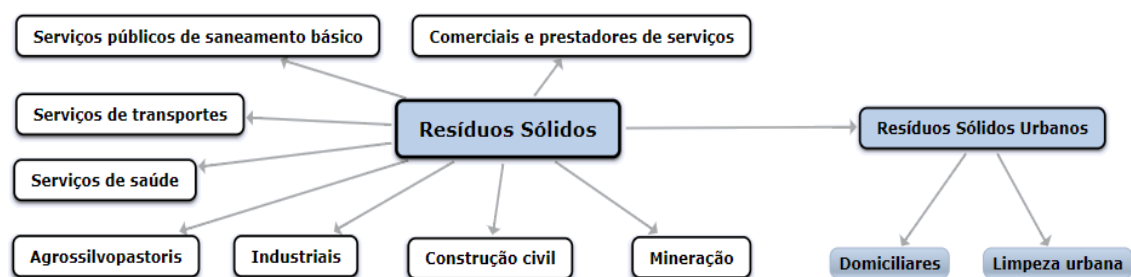 Serviços públicos de saneamento básico
Comerciais e prestadores de serviços
Serviços de transportes
Resíduos Sólidos
Resíduos Sólidos Urbanos
Serviços de saúde
Agrossilvopastoris
Industriais
Construção civil
Mineração
Domiciliares
Limpeza urbana